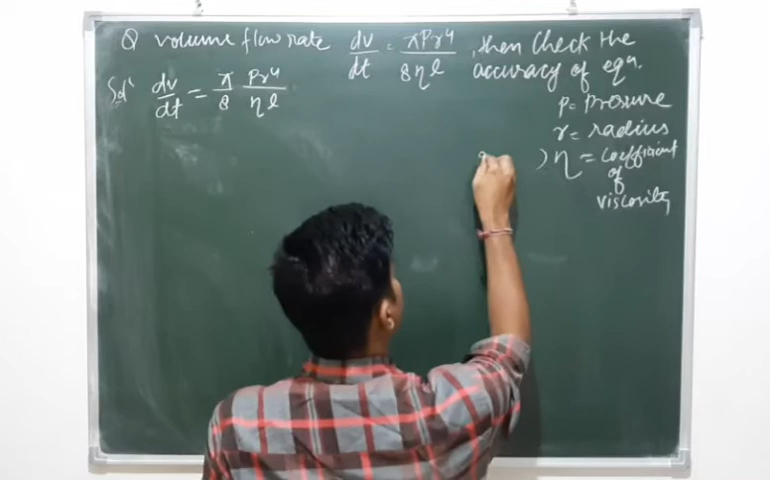 Q volume flow rate dv/dt = πPr⁴/8ηl , then Check the
accuracy of eqn.
Solⁿ dv/dt = π/8 Pr⁴/ηl
P = Pressure
r = radius
) η = coefficient
of
viscosity